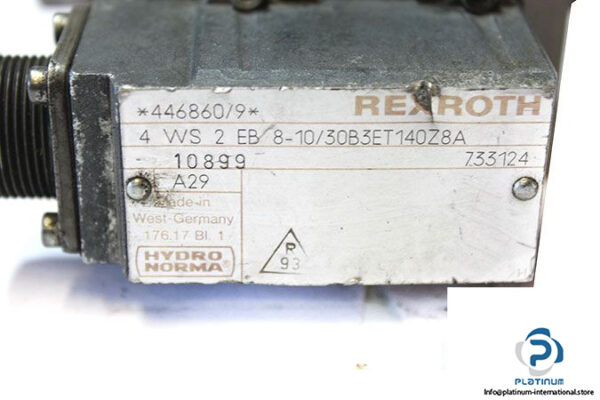 *446860/9*
REXROTH
4 WS 2 EB 8-10/30B3ET140Z8A
10899
733124
A29
Made-in
West-Germany
176.17 Bl. 1
HYDRO
NORMA®
R
93
PLATINUM
info@platinum-international.store